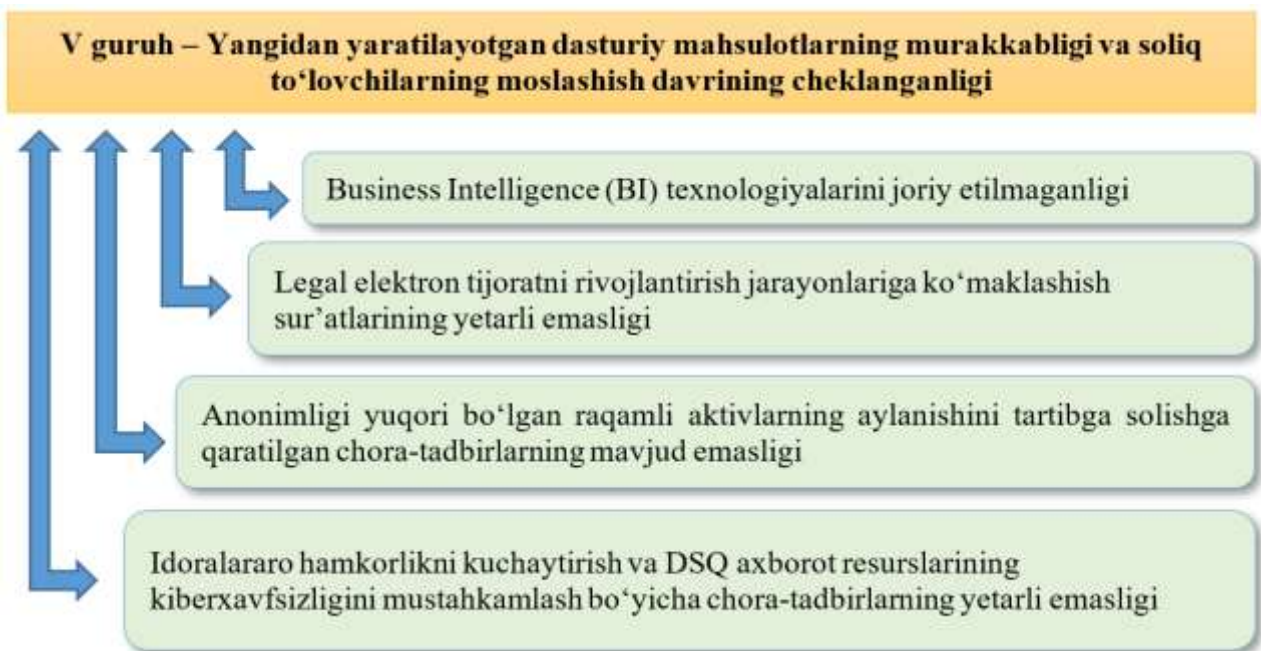 V guruh – Yangidan yaratilayotgan dasturiy mahsulotlarning murakkabligi va soliq
to‘lovchilarning moslashish davrining cheklanganligi
Business Intelligence (BI) texnologiyalarini joriy etilmaganligi
Legal elektron tijoratni rivojlantirish jarayonlariga ko‘maklashish
sur’atlarining yetarli emasligi
Anonimligi yuqori bo‘lgan raqamli aktivlarning aylanishini tartibga solishga
qaratilgan chora-tadbirlarning mavjud emasligi
Idoralararo hamkorlikni kuchaytirish va DSQ axborot resurslarining
kiberxavfsizligini mustahkamlash bo‘yicha chora-tadbirlarning yetarli emasligi